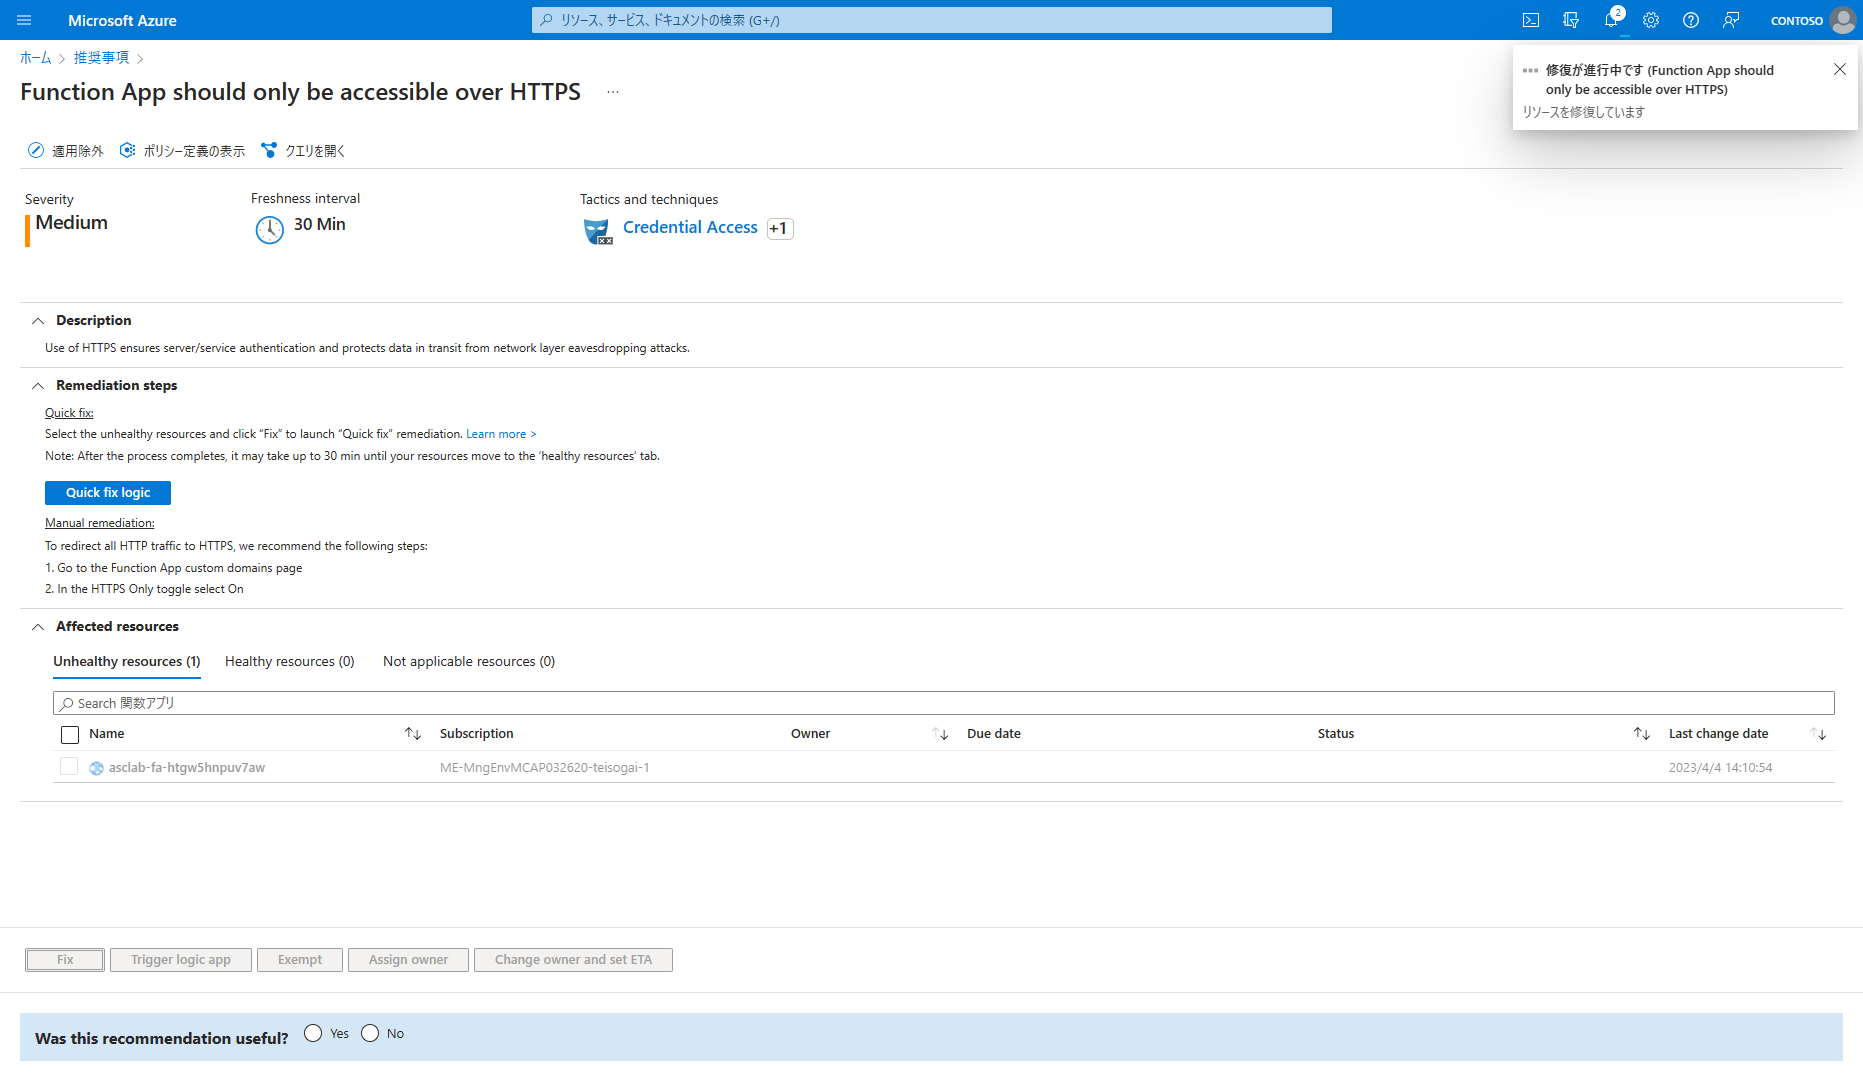 Microsoft Azure
リソース、サービス、ドキュメントの検索 (G+/)
2
CONTOSO
ホーム
推奨事項
Function App should only be accessible over HTTPS
...
修復が進行中です (Function App should
only be accessible over HTTPS)
リソースを修復しています
適用除外
ポリシー定義の表示
クエリを開く
Severity
Medium
Freshness interval
30 Min
Tactics and techniques
Credential Access
+1
Description
Use of HTTPS ensures server/service authentication and protects data in transit from network layer eavesdropping attacks.
Remediation steps
Quick fix:
Select the unhealthy resources and click “Fix” to launch “Quick fix” remediation. Learn more >
Note: After the process completes, it may take up to 30 min until your resources move to the ‘healthy resources’ tab.
Quick fix logic
Manual remediation:
To redirect all HTTP traffic to HTTPS, we recommend the following steps:
1. Go to the Function App custom domains page
2. In the HTTPS Only toggle select On
Affected resources
Unhealthy resources (1)
Healthy resources (0)
Not applicable resources (0)
Search 関数アプリ
Name
Subscription
Owner
Due date
Status
Last change date
asclab-fa-htgw5hnpuv7aw
ME-MngEnvMCAP032620-teisogai-1
2023/4/4 14:10:54
Fix
Trigger logic app
Exempt
Assign owner
Change owner and set ETA
Was this recommendation useful?
Yes
No